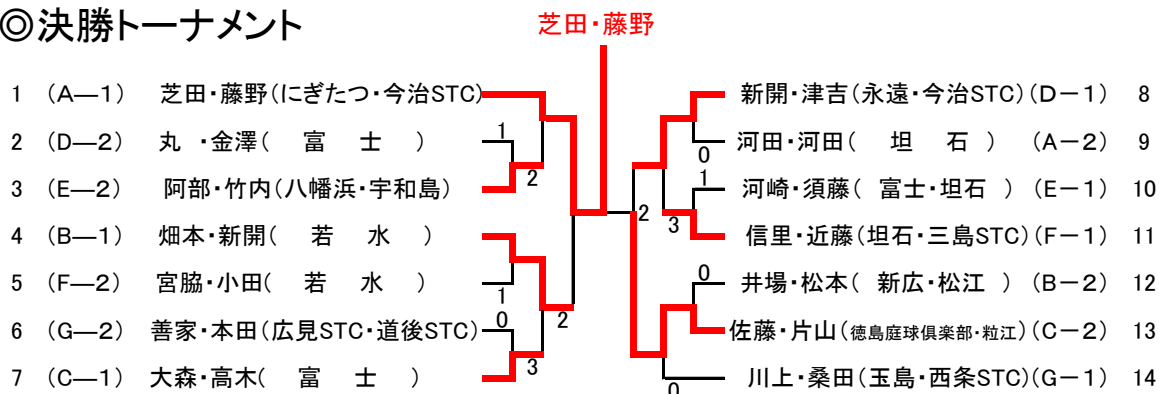 ◎決勝トーナメント
芝田・藤野
1 (A―1) 芝田・藤野(にぎたつ・今治STC)
2 (D―2) 丸 ・金澤( 富 士 )
3 (E―2) 阿部・竹内(八幡浜・宇和島)
4 (B―1) 畑本・新開( 若 水 )
5 (F―2) 宮脇・小田( 若 水 )
6 (G―2) 善家・本田(広見STC・道後STC)
7 (C―1) 大森・高木( 富 士 )
1
2
1
0
3
2
新開・津吉(永遠・今治STC)(D－1) 8
河田・河田( 坦 石 ) (A－2) 9
河崎・須藤( 富士・坦石 ) (E－1) 10
信里・近藤(坦石・三島STC)(F－1) 11
井場・松本( 新広・松江 ) (B－2) 12
佐藤・片山(徳島庭球倶楽部・粒江)(C－2) 13
川上・桑田(玉島・西条STC)(G－1) 14
0
1
2
3
0
0